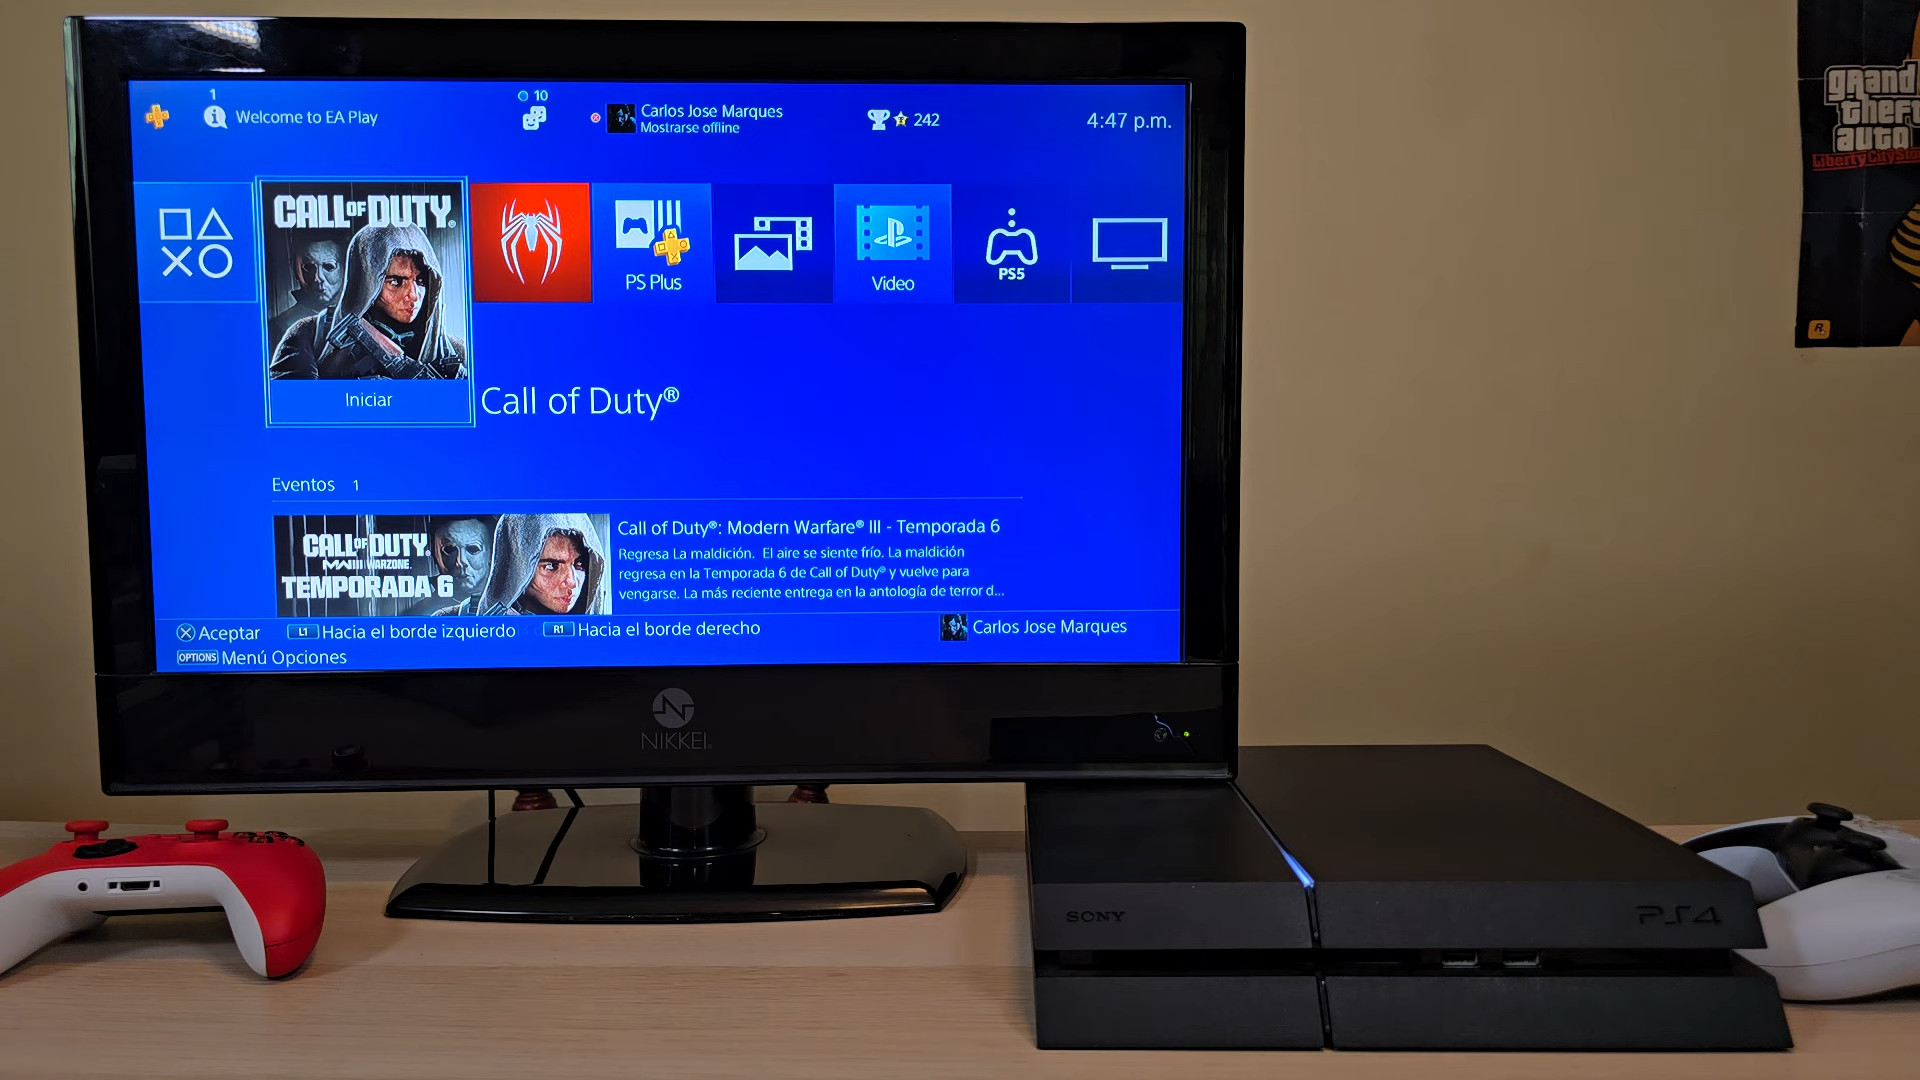 1
Welcome to EA Play
10
Carlos Jose Marques
Mostrarse offline
242
4:47 p.m.
CALL OF DUTY®
Iniciar
PS Plus
Video
PS5
Call of Duty®
Eventos 1
CALL OF DUTY.
MWIII WARZONE.
TEMPORADA 6
Call of Duty®: Modern Warfare® III - Temporada 6
Regresa La maldición. El aire se siente frío. La maldición
regresa en la Temporada 6 de Call of Duty® y vuelve para
vengarse. La más reciente entrega en la antología de terror d...
Aceptar
L1 Hacia el borde izquierdo
R1 Hacia el borde derecho
Carlos Jose Marques
OPTIONS Menú Opciones
NIKKEI
SONY
PS4
grand
theft
auto
Liberty City
R